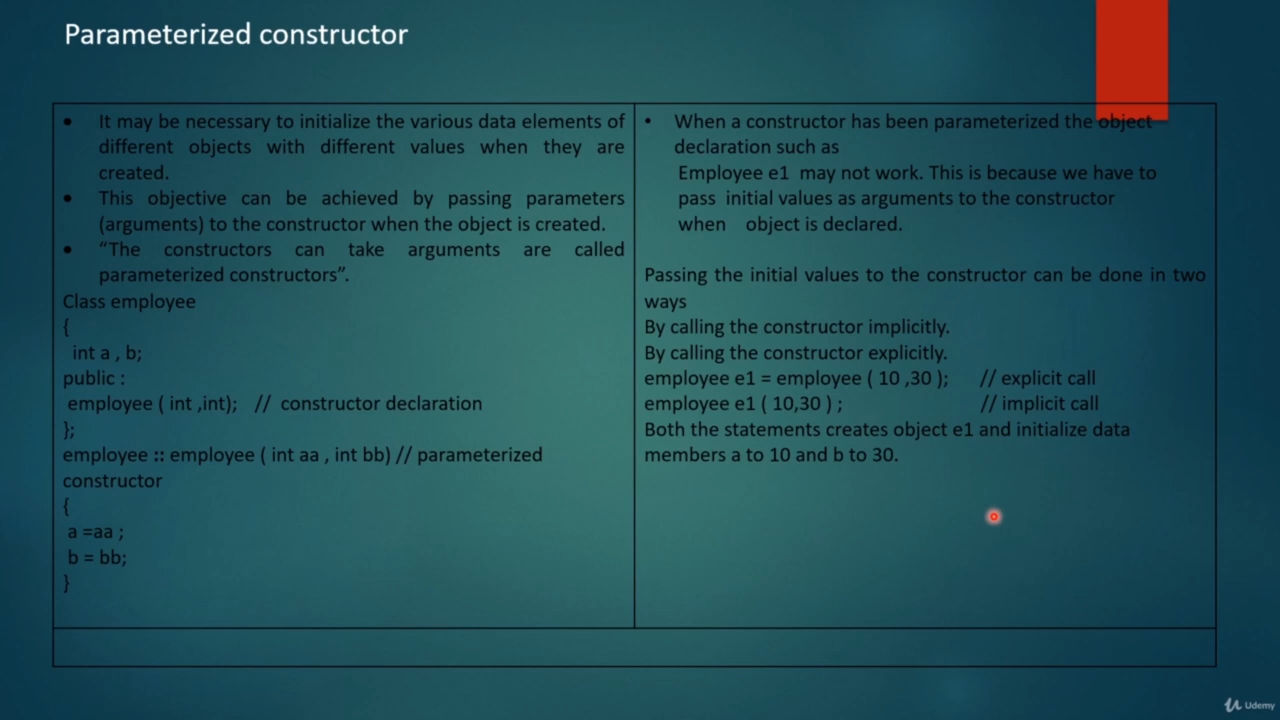 Parameterized constructor
• It may be necessary to initialize the various data elements of
different objects with different values when they are
created.
• This objective can be achieved by passing parameters
(arguments) to the constructor when the object is created.
• “The constructors can take arguments are called
parameterized constructors”.
Class employee
{
int a , b;
public :
employee ( int ,int); // constructor declaration
};
employee :: employee ( int aa , int bb) // parameterized
constructor
{
a =aa ;
b = bb;
}
• When a constructor has been parameterized the object
declaration such as
Employee e1 may not work. This is because we have to
pass initial values as arguments to the constructor
when object is declared.
Passing the initial values to the constructor can be done in two
ways
By calling the constructor implicitly.
By calling the constructor explicitly.
employee e1 = employee ( 10 ,30 ); // explicit call
employee e1 ( 10,30 ) ; // implicit call
Both the statements creates object e1 and initialize data
members a to 10 and b to 30.
Udemy